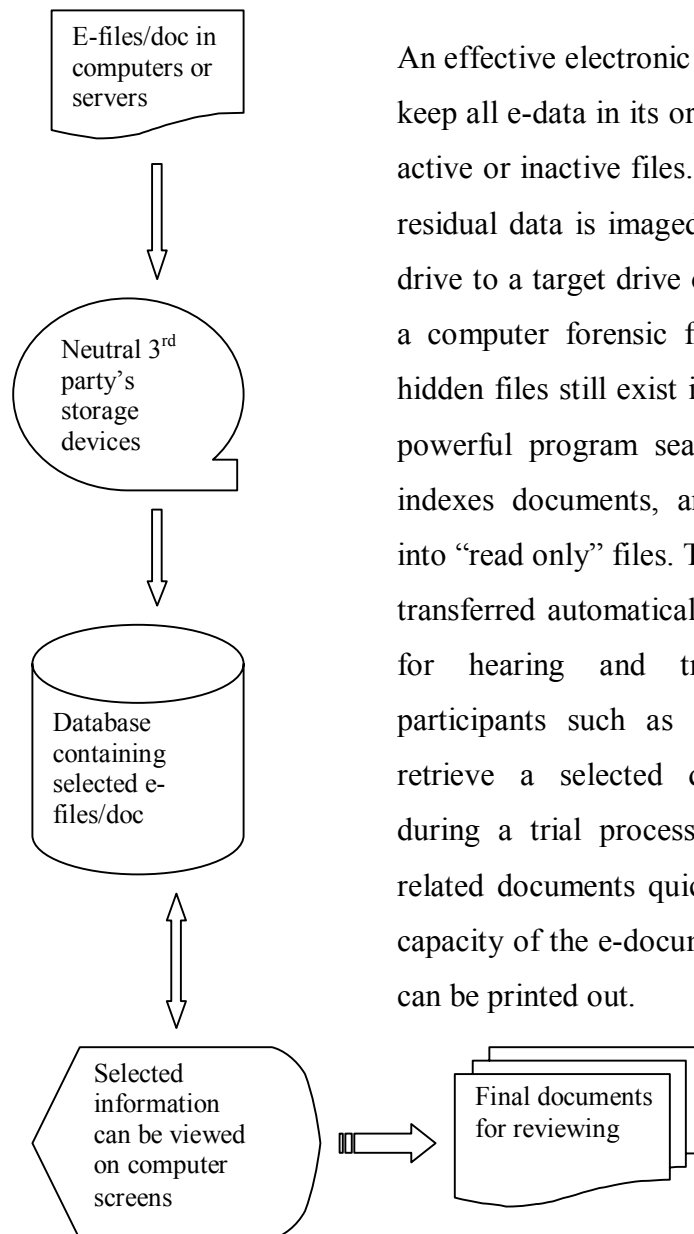 E-files/doc in
computers or
servers
Neutral 3rd
party's
storage
devices
Database
containing
selected e-
files/doc
Selected
information
can be viewed
on computer
screens
Final documents
for reviewing
An effective electronic
keep all e-data in its or
active or inactive files.
residual data is imaged
drive to a target drive
a computer forensic f
hidden files still exist i
powerful program sea
indexes documents, a
into “read only” files. T
transferred automatical
for hearing and tr
participants such as
retrieve a selected
during a trial process
related documents quic
capacity of the e-docu
can be printed out.